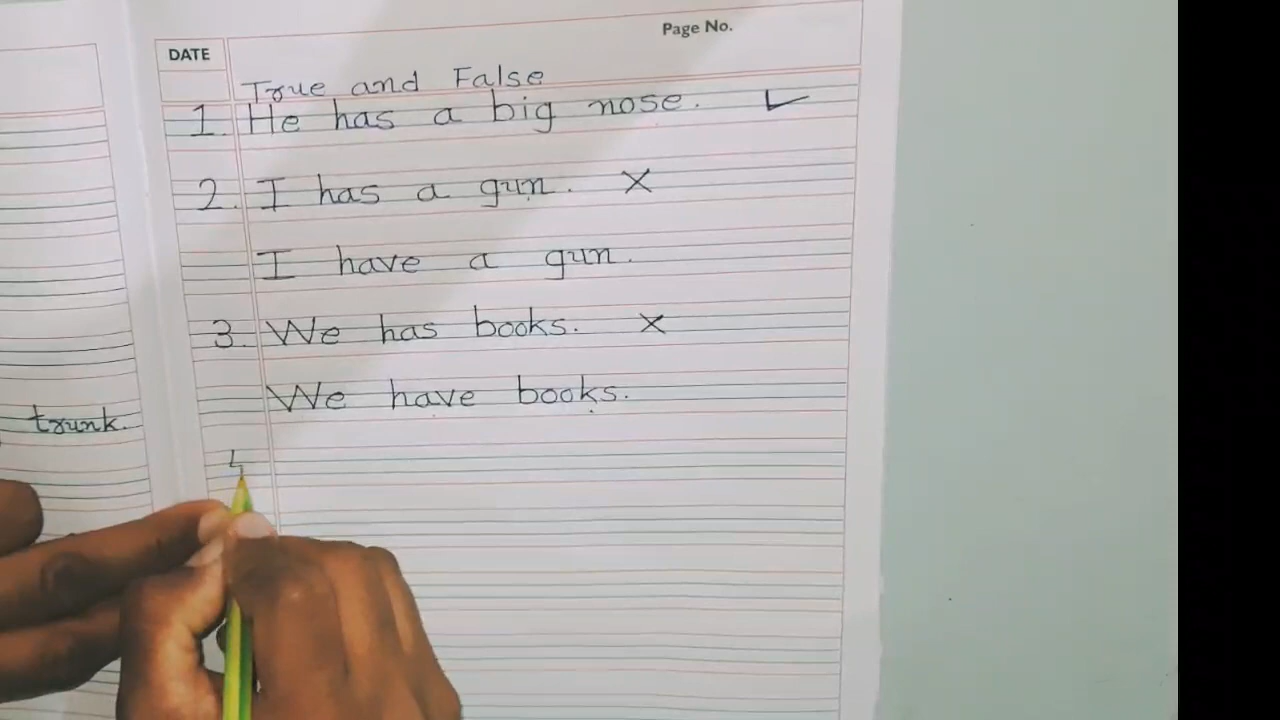 Page No.
DATE
True and False
1. He has a big nose. ✓
2. I has a gun. X
I have a gun.
3. We has books. X
We have books.
trunk.
4